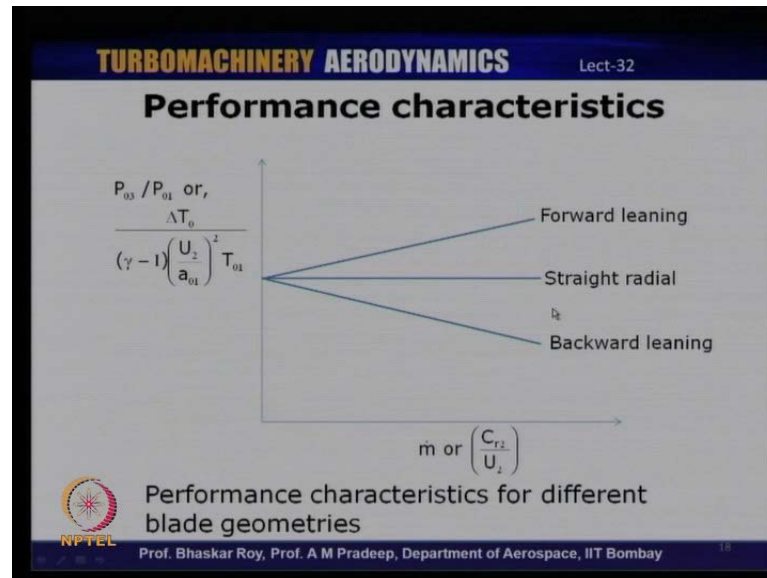 TURBOMACHINERY AERODYNAMICS Lect-32
Performance characteristics
P₀₃ /P₀₁ or,
ΔT₀
(γ − 1)(U₂/a₀₁)² T₀₁
Forward leaning
Straight radial
Backward leaning
ṁ or (C_r2/U₂)
Performance characteristics for different
blade geometries
NPTEL
Prof. Bhaskar Roy, Prof. A M Pradeep, Department of Aerospace, IIT Bombay
18